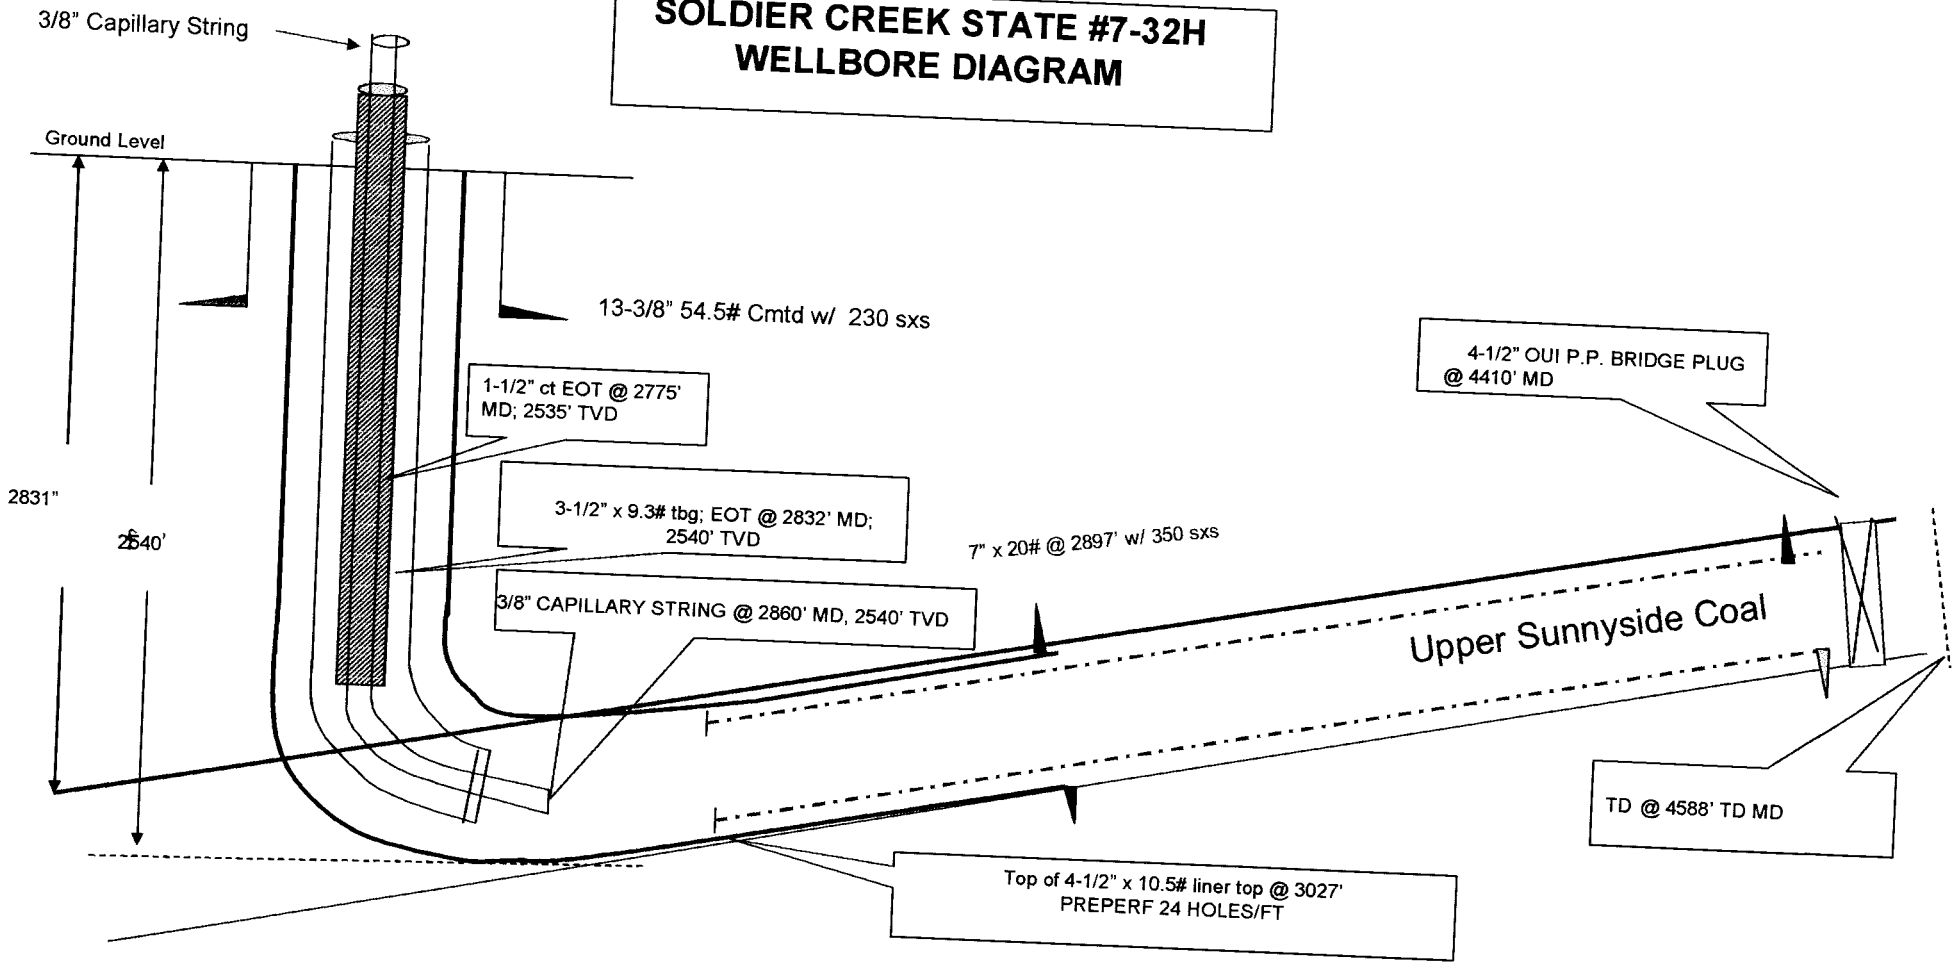 SOLDIER CREEK STATE #7-32H
WELLBORE DIAGRAM
3/8” Capillary String
Ground Level
13-3/8” 54.5# Cmtd w/ 230 sxs
4-1/2” OUI P.P. BRIDGE PLUG
@ 4410’ MD
1-1/2” ct EOT @ 2775’
MD; 2535’ TVD
2831”
2540’
3-1/2” x 9.3# tbg; EOT @ 2832’ MD;
2540’ TVD
7” x 20# @ 2897’ w/ 350 sxs
3/8” CAPILLARY STRING @ 2860’ MD, 2540’ TVD
Upper Sunnyside Coal
TD @ 4588’ TD MD
Top of 4-1/2” x 10.5# liner top @ 3027’
PREPERF 24 HOLES/FT